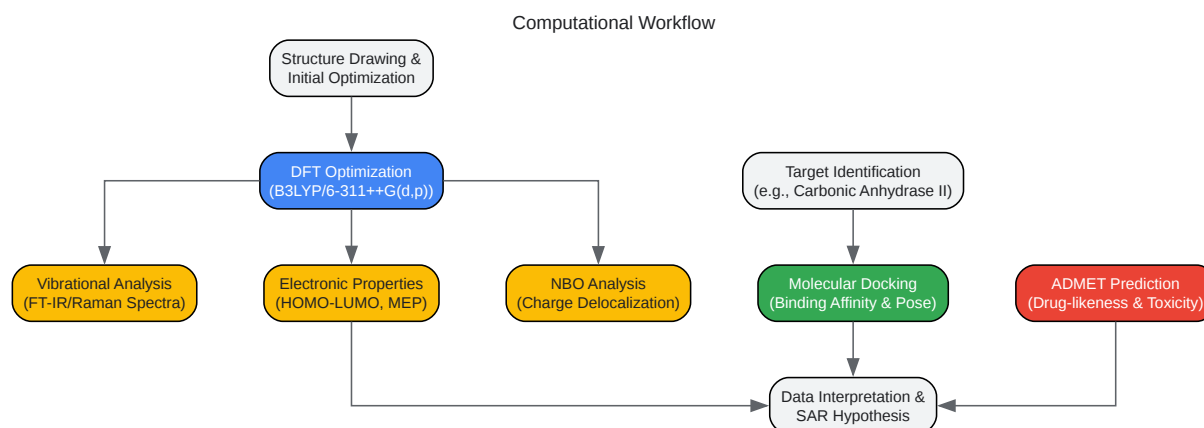 Computational Workflow
Structure Drawing &
Initial Optimization
DFT Optimization
(B3LYP/6-311++G(d,p))
Target Identification
(e.g., Carbonic Anhydrase II)
Vibrational Analysis
(FT-IR/Raman Spectra)
Electronic Properties
(HOMO-LUMO, MEP)
NBO Analysis
(Charge Delocalization)
Molecular Docking
(Binding Affinity & Pose)
ADMET Prediction
(Drug-likeness & Toxicity)
Data Interpretation &
SAR Hypothesis